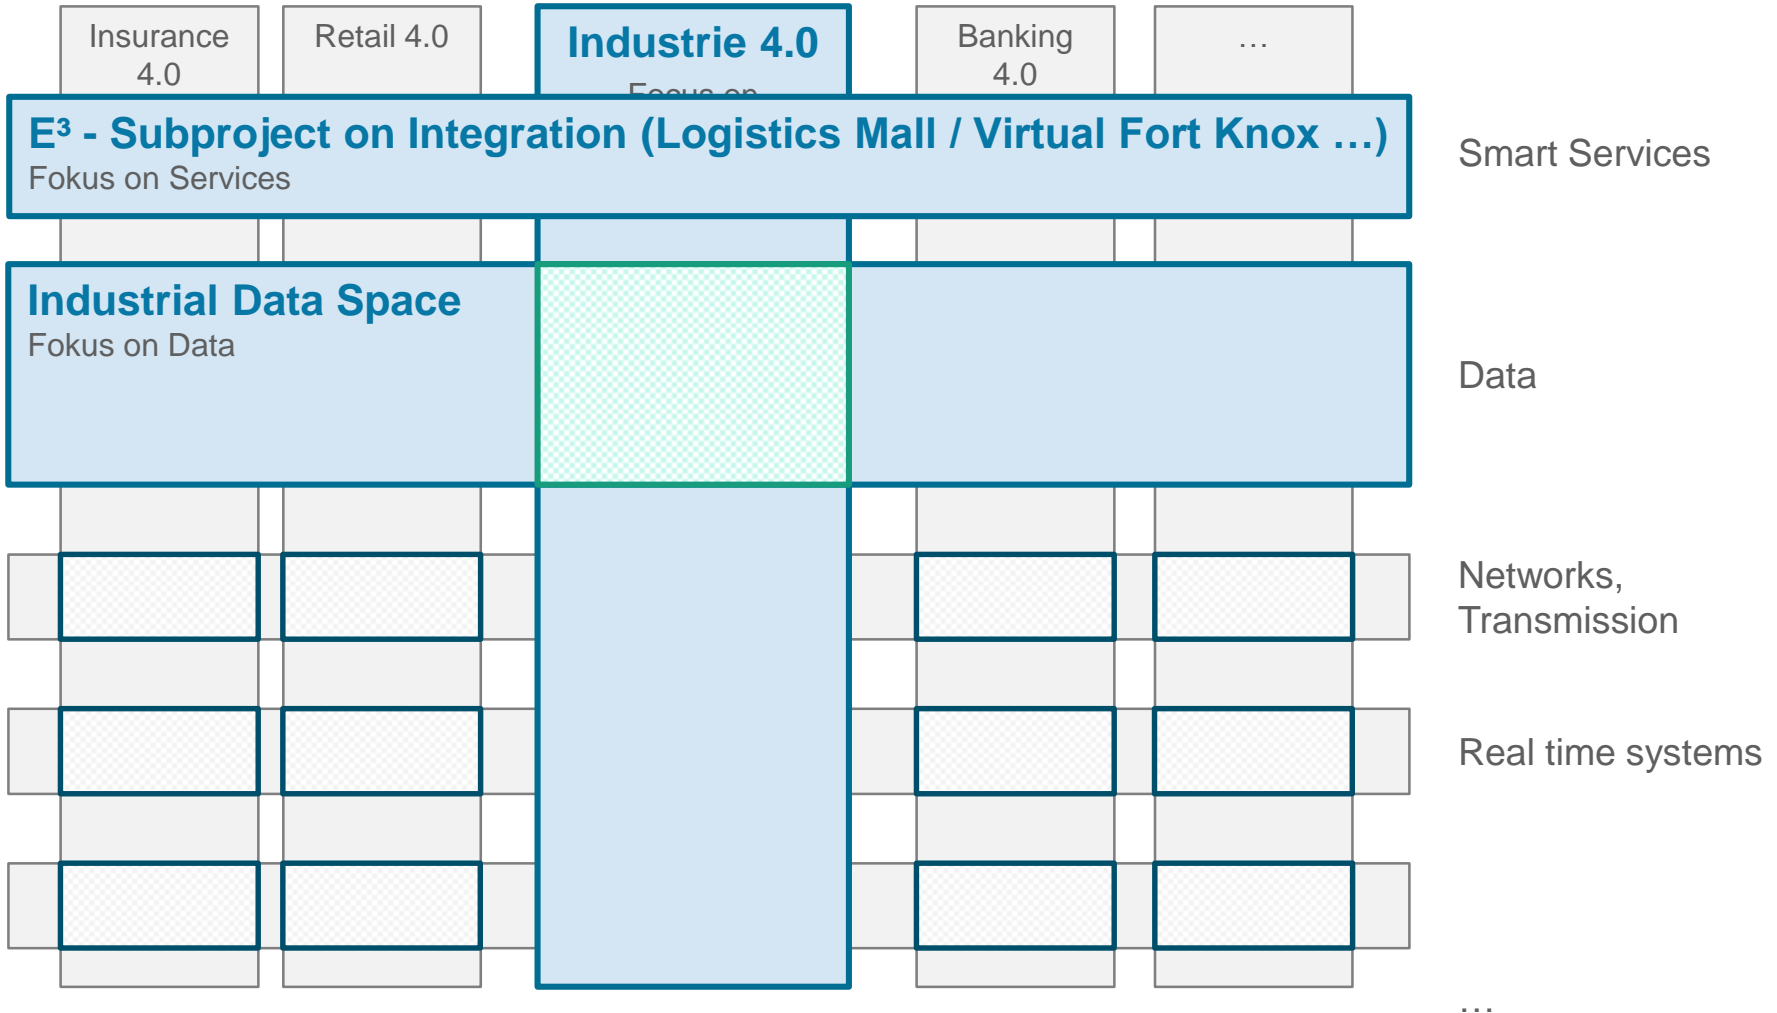 Insurance
4.0
Retail 4.0
Industrie 4.0
Focus on
Banking
4.0
…
E³ - Subproject on Integration (Logistics Mall / Virtual Fort Knox …)
Fokus on Services
Smart Services
Industrial Data Space
Fokus on Data
Data
Networks,
Transmission
Real time systems
…